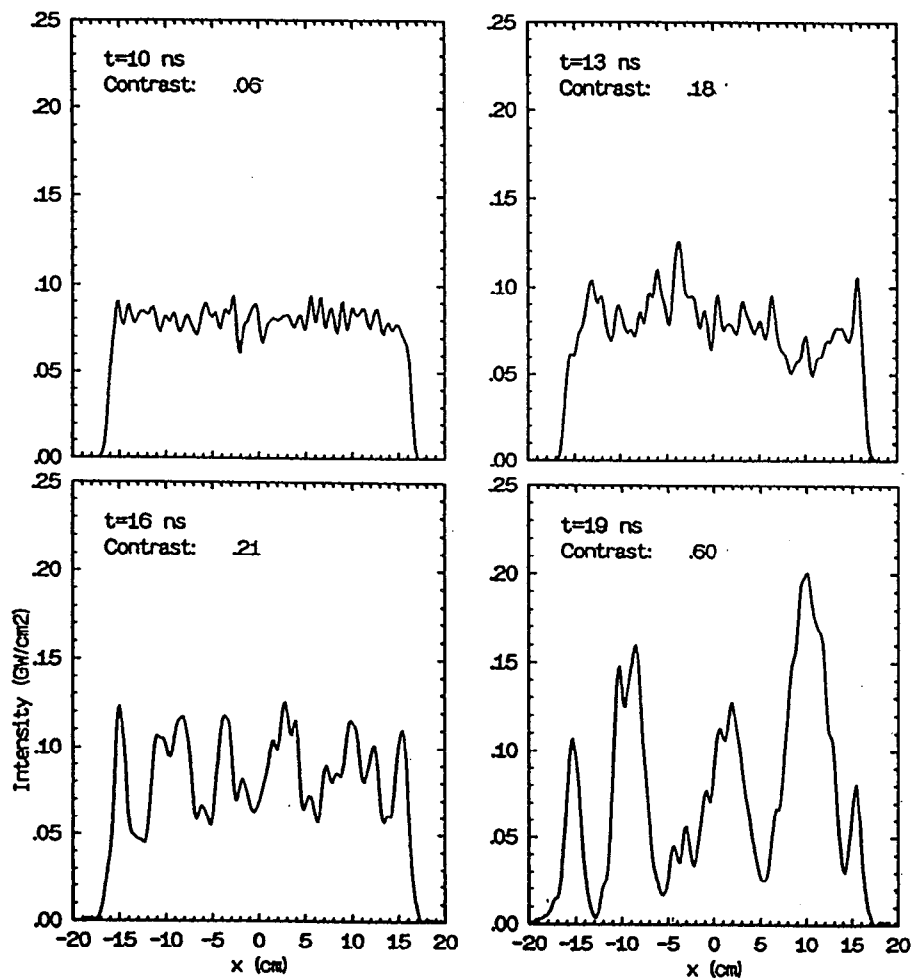 .25
.20
.15
.10
.05
.00
t=10 ns
Contrast: .06
.25
.20
.15
.10
.05
.00
t=13 ns
Contrast: .18
.25
.20
.15
.10
.05
.00
Intensity (GW/cm2)
t=16 ns
Contrast: .21
-20 -15 -10 -5 0 5 10 15 20
x (cm)
.25
.20
.15
.10
.05
.00
t=19 ns
Contrast: .60
-20 -15 -10 -5 0 5 10 15 20
x (cm)